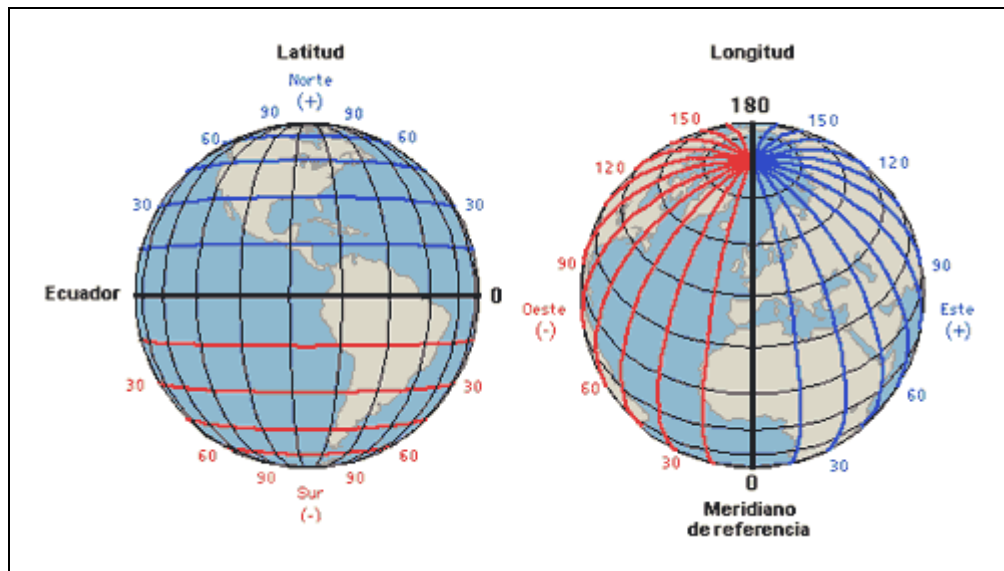 Latitud
Norte
(+)
90 90
60 60
30 30
Ecuador 0
30 30
60 60
90 90
Sur
(-)
Longitud
180
150 150
120 120
90 90
Oeste
(-)
Este
(+)
60 60
30 30
0
Meridiano
de referencia